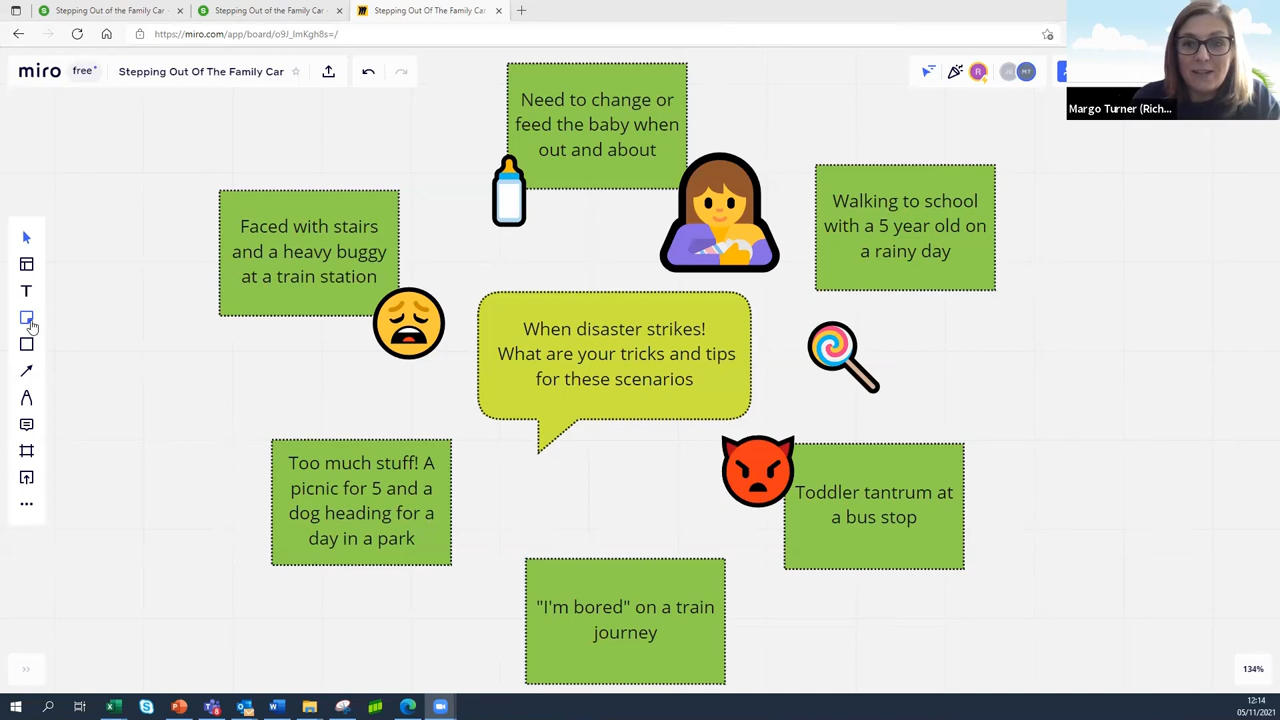 Stepping Out of the Family Car -
Stepping Out of the Family Car -
Stepping Out Of The Family Car -
https://miro.com/app/board/o9J_lmKgh8s=/
miro
free
Stepping Out Of The Family Car
R
MT
Margo Turner (Rich...
Need to change or
feed the baby when
out and about
Faced with stairs
and a heavy buggy
at a train station
Walking to school
with a 5 year old on
a rainy day
When disaster strikes!
What are your tricks and tips
for these scenarios
Too much stuff! A
picnic for 5 and a
dog heading for a
day in a park
Toddler tantrum at
a bus stop
"I'm bored" on a train
journey
134%
12:14
05/11/2021